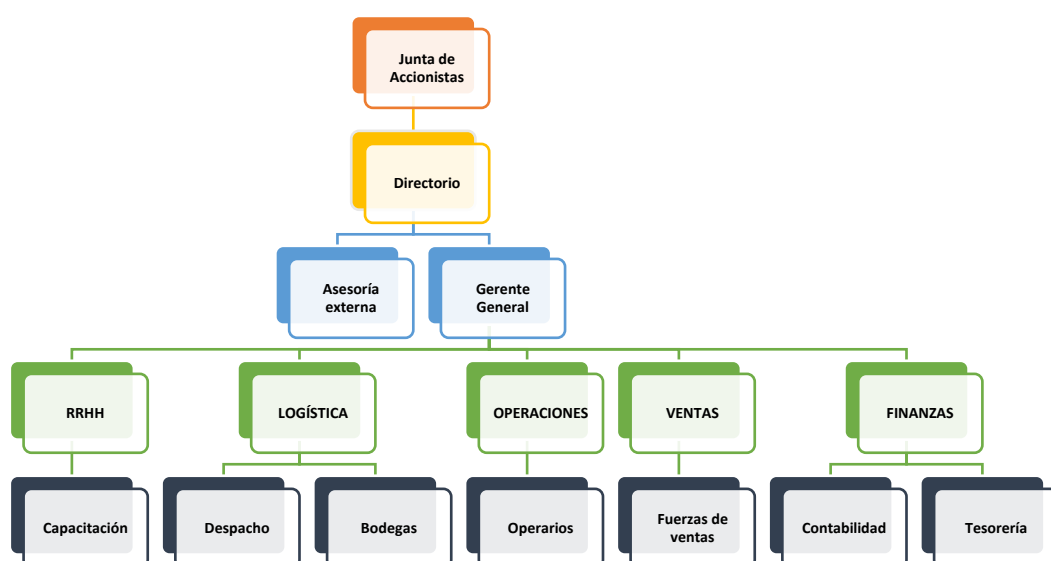 Junta de
Accionistas
Directorio
Asesoría
externa
Gerente
General
RRHH
LOGÍSTICA
OPERACIONES
VENTAS
FINANZAS
Capacitación
Despacho
Bodegas
Operarios
Fuerzas de
ventas
Contabilidad
Tesorería